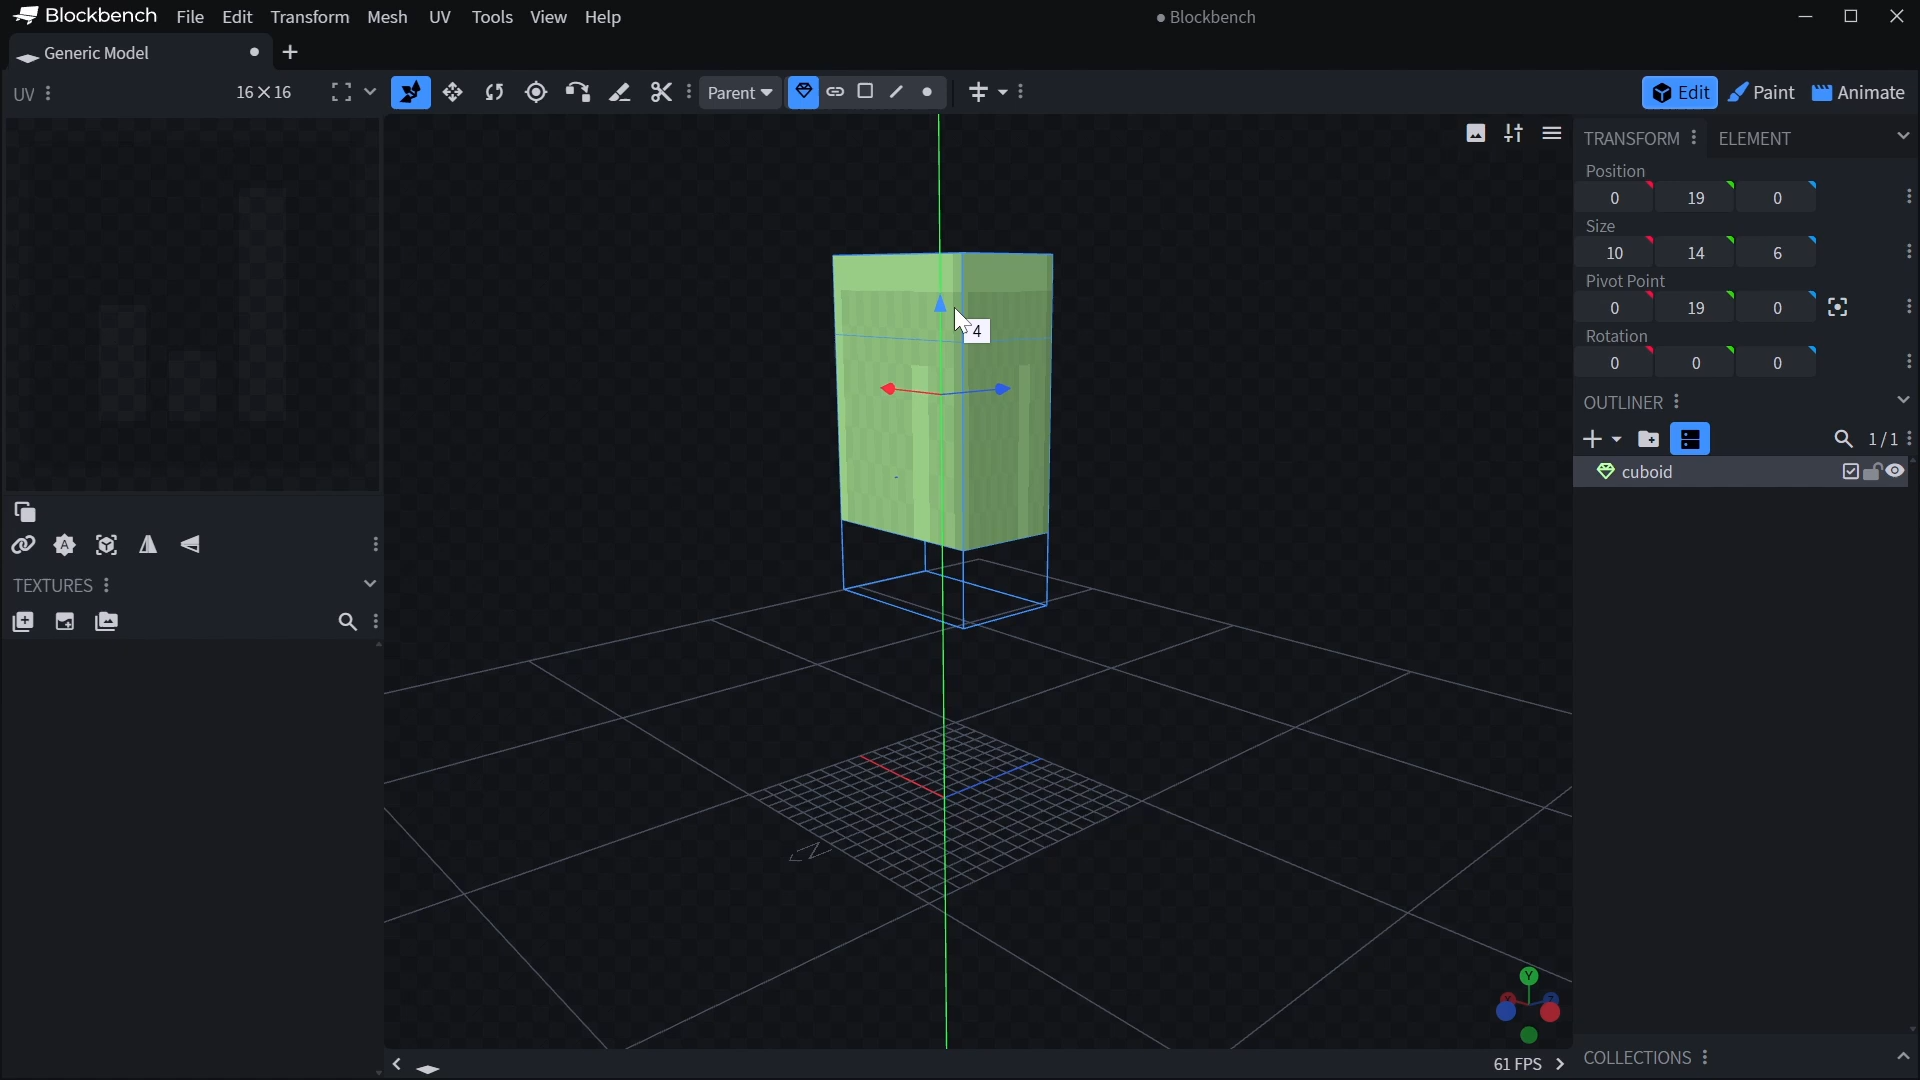 Blockbench File Edit Transform Mesh UV Tools View Help Blockbench
Generic Model
UV 16×16 Parent Edit Paint Animate
TRANSFORM ELEMENT
Position
0 19 0
Size
10 14 6
Pivot Point
0 19 0
Rotation
0 0 0
OUTLINER
1/1
cuboid
4
TEXTURES
Y
X Z
61 FPS
COLLECTIONS